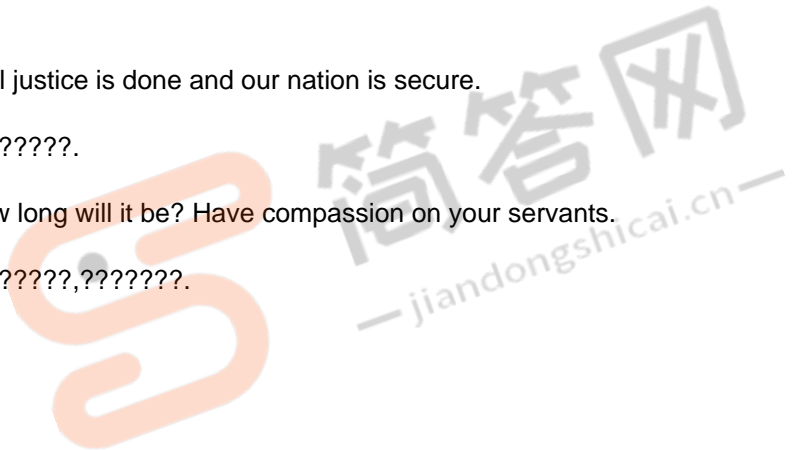 l justice is done and our nation is secure.
?????.
w long will it be? Have compassion on your servants.
?????,???????.
简答网
jiandongshicai.cn